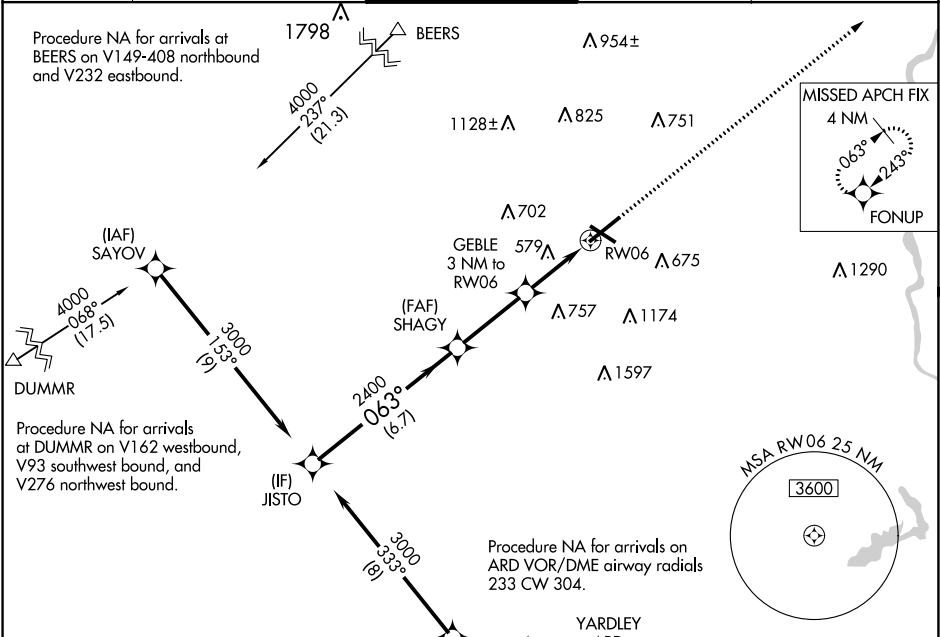 Procedure NA for arrivals at
BEERS on V149-408 northbound
and V232 eastbound.
1798
BEERS
954±
4000
237°
(21.3)
1128±
825
751
MISSED APCH FIX
4 NM
063°
243°
FONUP
702
(IAF)
SAYOV
GEBLE
3 NM to
RW06
579
RW06
675
1290
4000
068°
(17.5)
DUMMR
3000
153°
(9)
(FAF)
SHAGY
757
1174
1597
2400
063°
(6.7)
Procedure NA for arrivals
at DUMMR on V162 westbound,
V93 southwest bound, and
V276 northwest bound.
(IF)
JISTO
MSA RW06 25 NM
3600
3000
333°
(8)
Procedure NA for arrivals on
ARD VOR/DME airway radials
233 CW 304.
YARDLEY